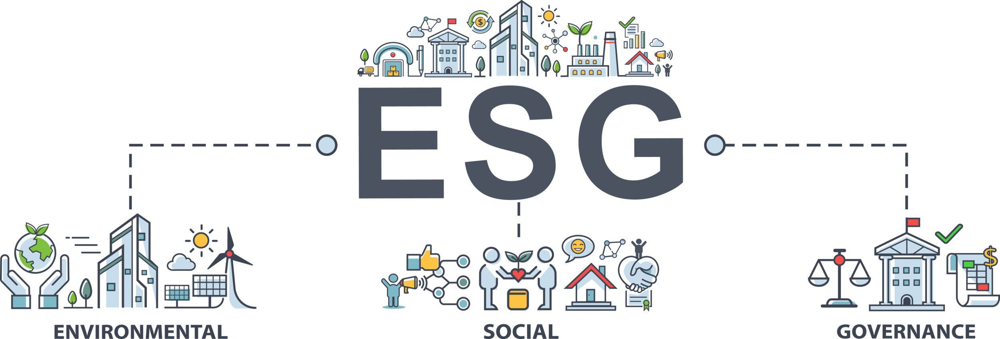 $
ESG
$
ENVIRONMENTAL
SOCIAL
GOVERNANCE